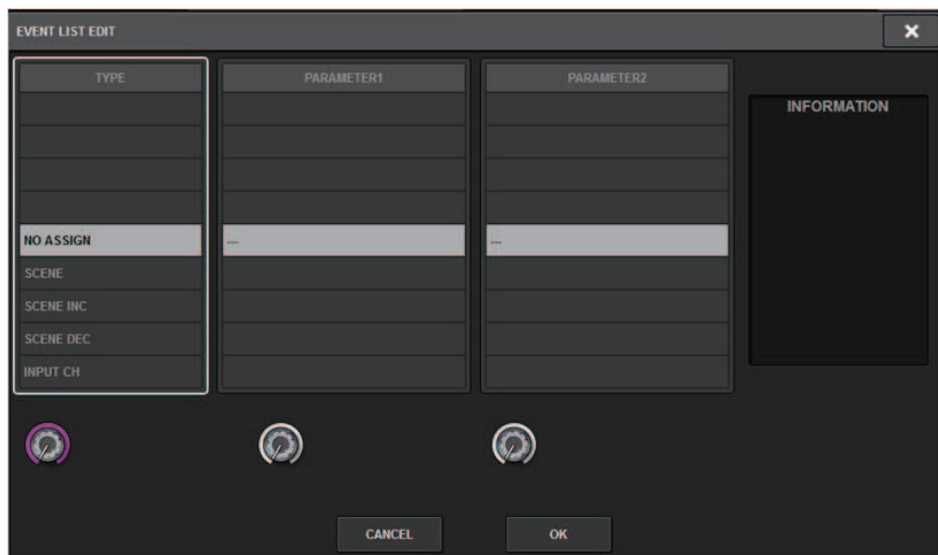 EVENT LIST EDIT
TYPE
PARAMETER1
PARAMETER2
INFORMATION
NO ASSIGN
---
---
SCENE
SCENE INC
SCENE DEC
INPUT CH
CANCEL
OK